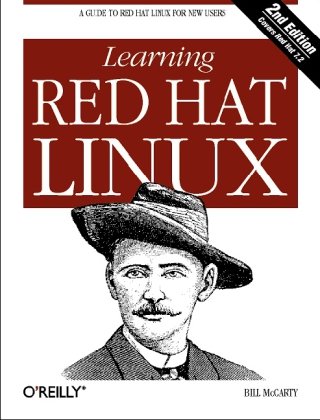 A GUIDE TO RED HAT LINUX FOR NEW USERS
2nd Edition
Covers Red Hat 7.2
Learning
RED HAT
LINUX
O'REILLY®
BILL McCARTY